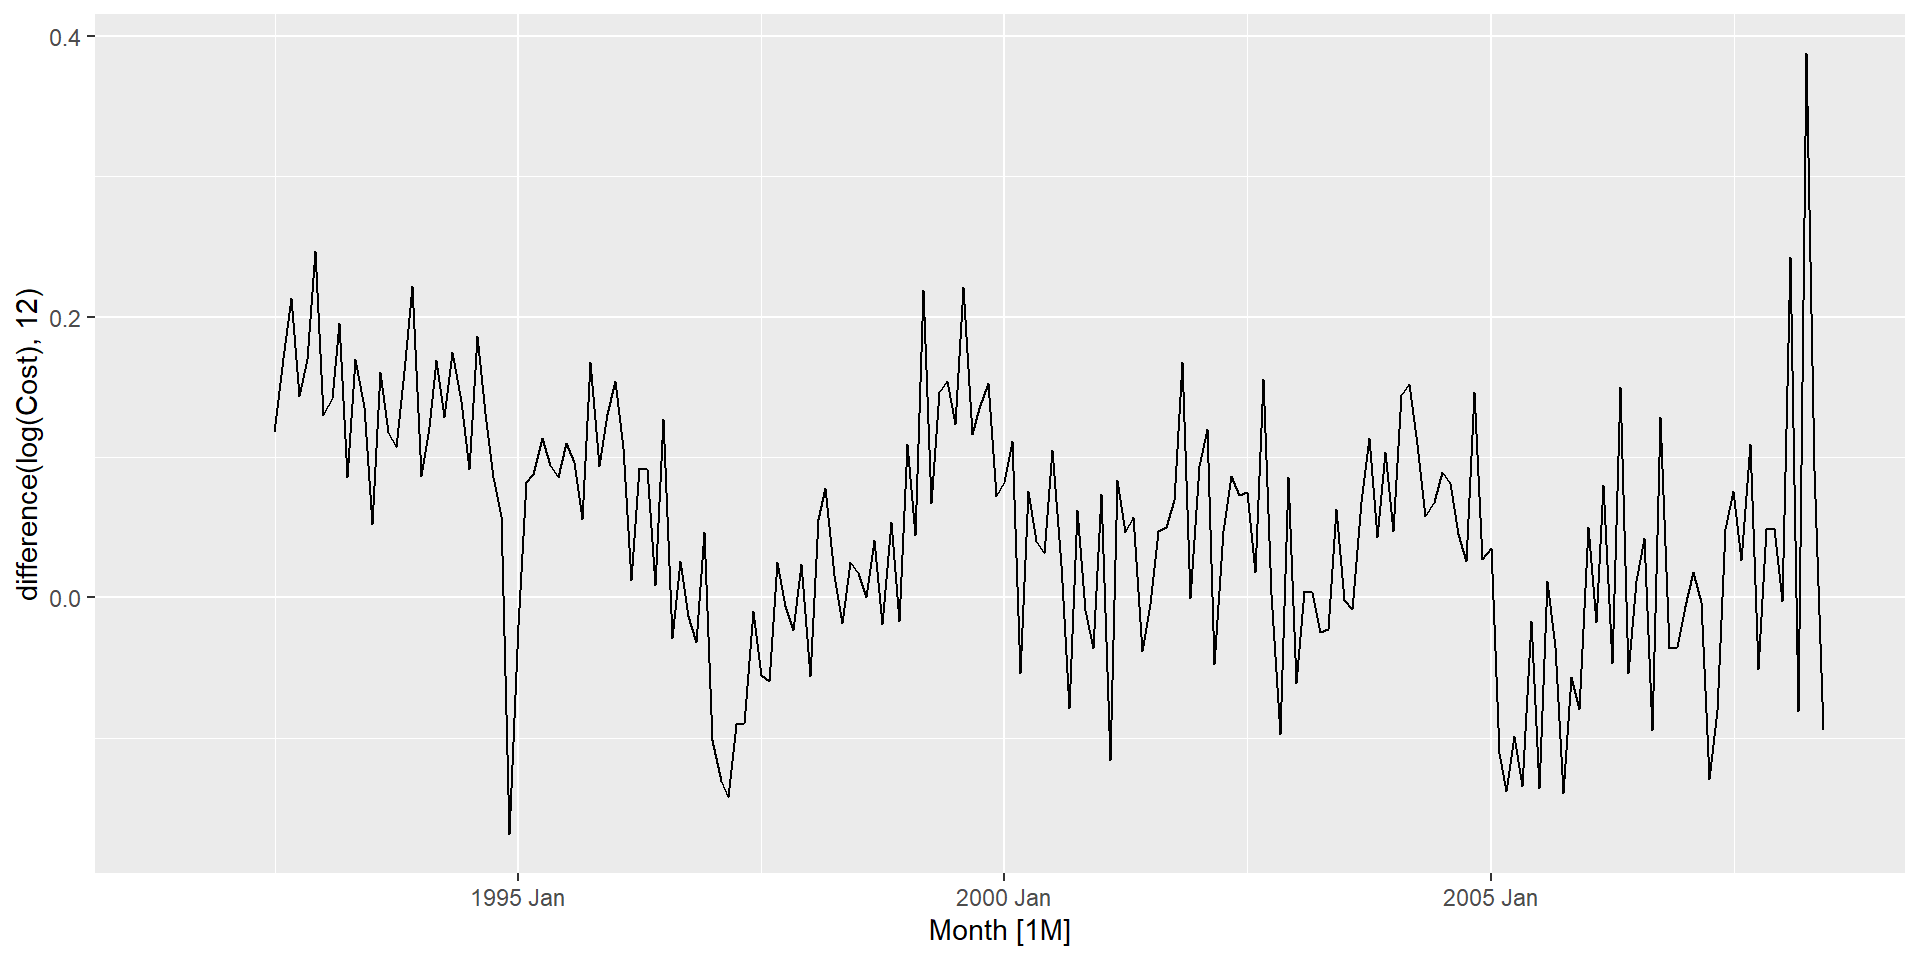 0.4
0.2
0.0
difference(log(Cost), 12)
1995 Jan
2000 Jan
2005 Jan
Month [1M]